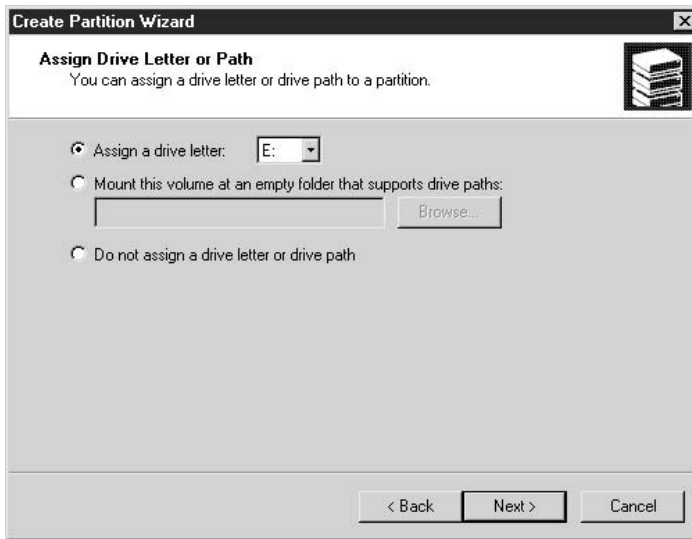 Create Partition Wizard
Assign Drive Letter or Path
You can assign a drive letter or drive path to a partition.
Assign a drive letter: E:
Mount this volume at an empty folder that supports drive paths:
Browse...
Do not assign a drive letter or drive path
< Back Next > Cancel